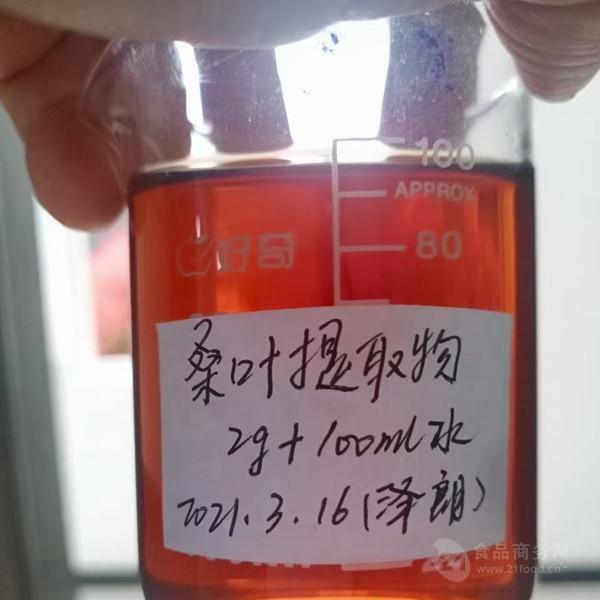 100
APPROX
好奇
80
桑叶提取物
2g+100ml水
2021.3.16(泽朗)
食品商务网
www.21food.cn